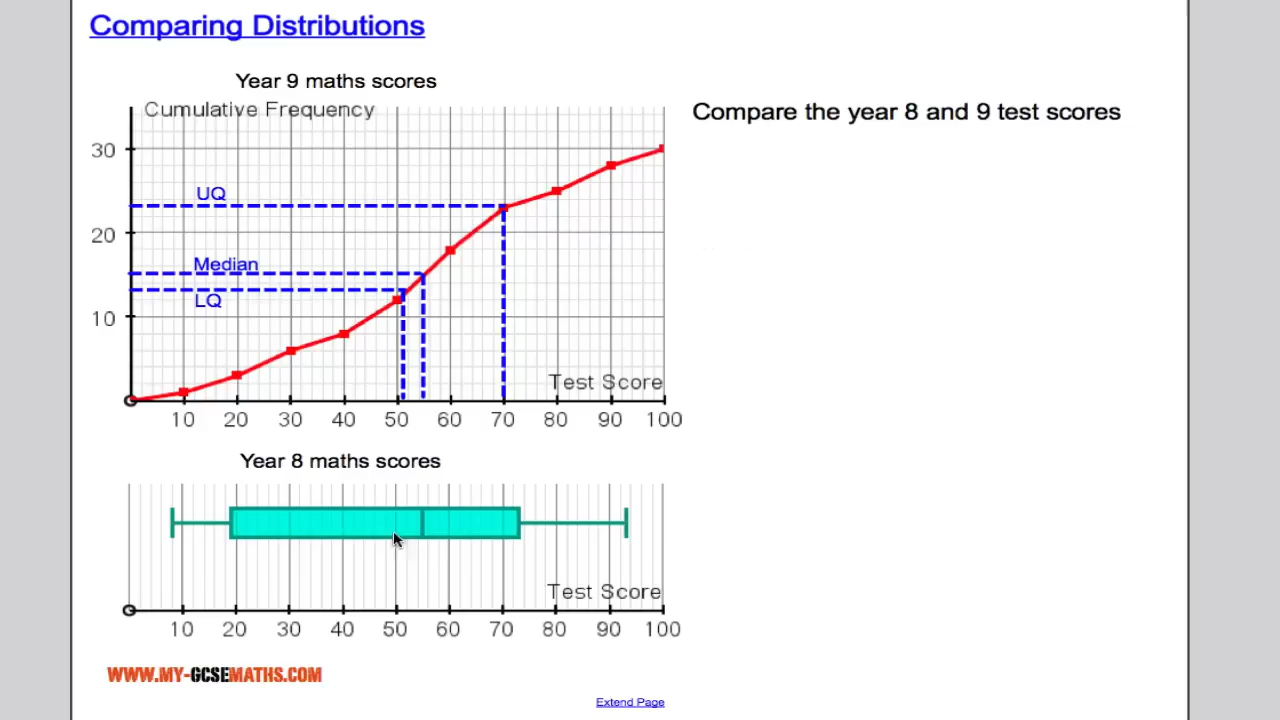 Comparing Distributions
Year 9 maths scores
Cumulative Frequency
Compare the year 8 and 9 test scores
30
UQ
20
Median
LQ
10
Test Score
10 20 30 40 50 60 70 80 90 100
Year 8 maths scores
Test Score
10 20 30 40 50 60 70 80 90 100
WWW.MY-GCSEMATHS.COM
Extend Page